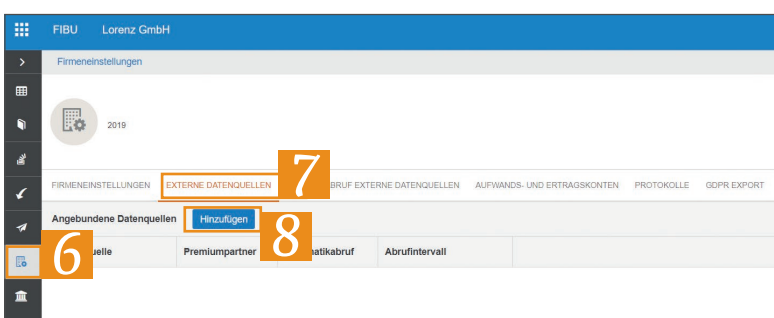 FIBU Lorenz GmbH
Firmeneinstellungen
2019
7
FIRMENEINSTELLUNGEN EXTERNE DATENQUELLEN BRUF EXTERNE DATENQUELLEN AUFWANDS- UND ERTRAGSKONTEN PROTOKOLLE GDPR EXPORT
Angebundene Datenquellen Hinzufügen
8
6
uelle Premiumpartner atikabruf Abrufintervall